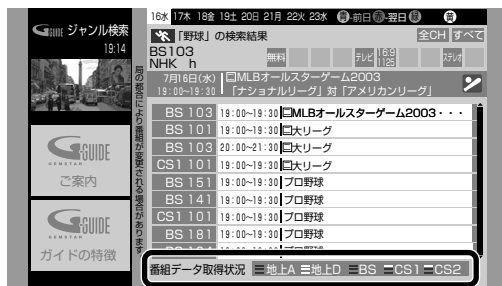 GUIDE ジャンル検索
19:14
GUIDE
GEMSTAR
ご案内
GUIDE
GEMSTAR
ガイドの特徴
局の都合により番組が変更される場合があります
16水 17木 18金 19土 20日 21月 22火 23水 青-前日 赤-翌日 緑 黄
「野球」の検索結果 全CH すべて
BS103
NHK h 無料 テレビ 16:9 1125 ステレオ
7月16日(水) MLBオールスターゲーム2003
19:00~19:30 「ナショナルリーグ」対「アメリカンリーグ」
BS 103 19:00~19:30 MLBオールスターゲーム2003・・・
BS 101 19:00~19:30 大リーグ
BS 103 20:00~21:30 大リーグ
CS1 101 19:00~19:30 大リーグ
BS 151 19:00~19:30 プロ野球
BS 141 19:00~19:30 プロ野球
CS1 101 19:00~19:30 プロ野球
BS 181 19:00~19:30 プロ野球
番組データ取得状況 地上A 地上D BS CS1 CS2